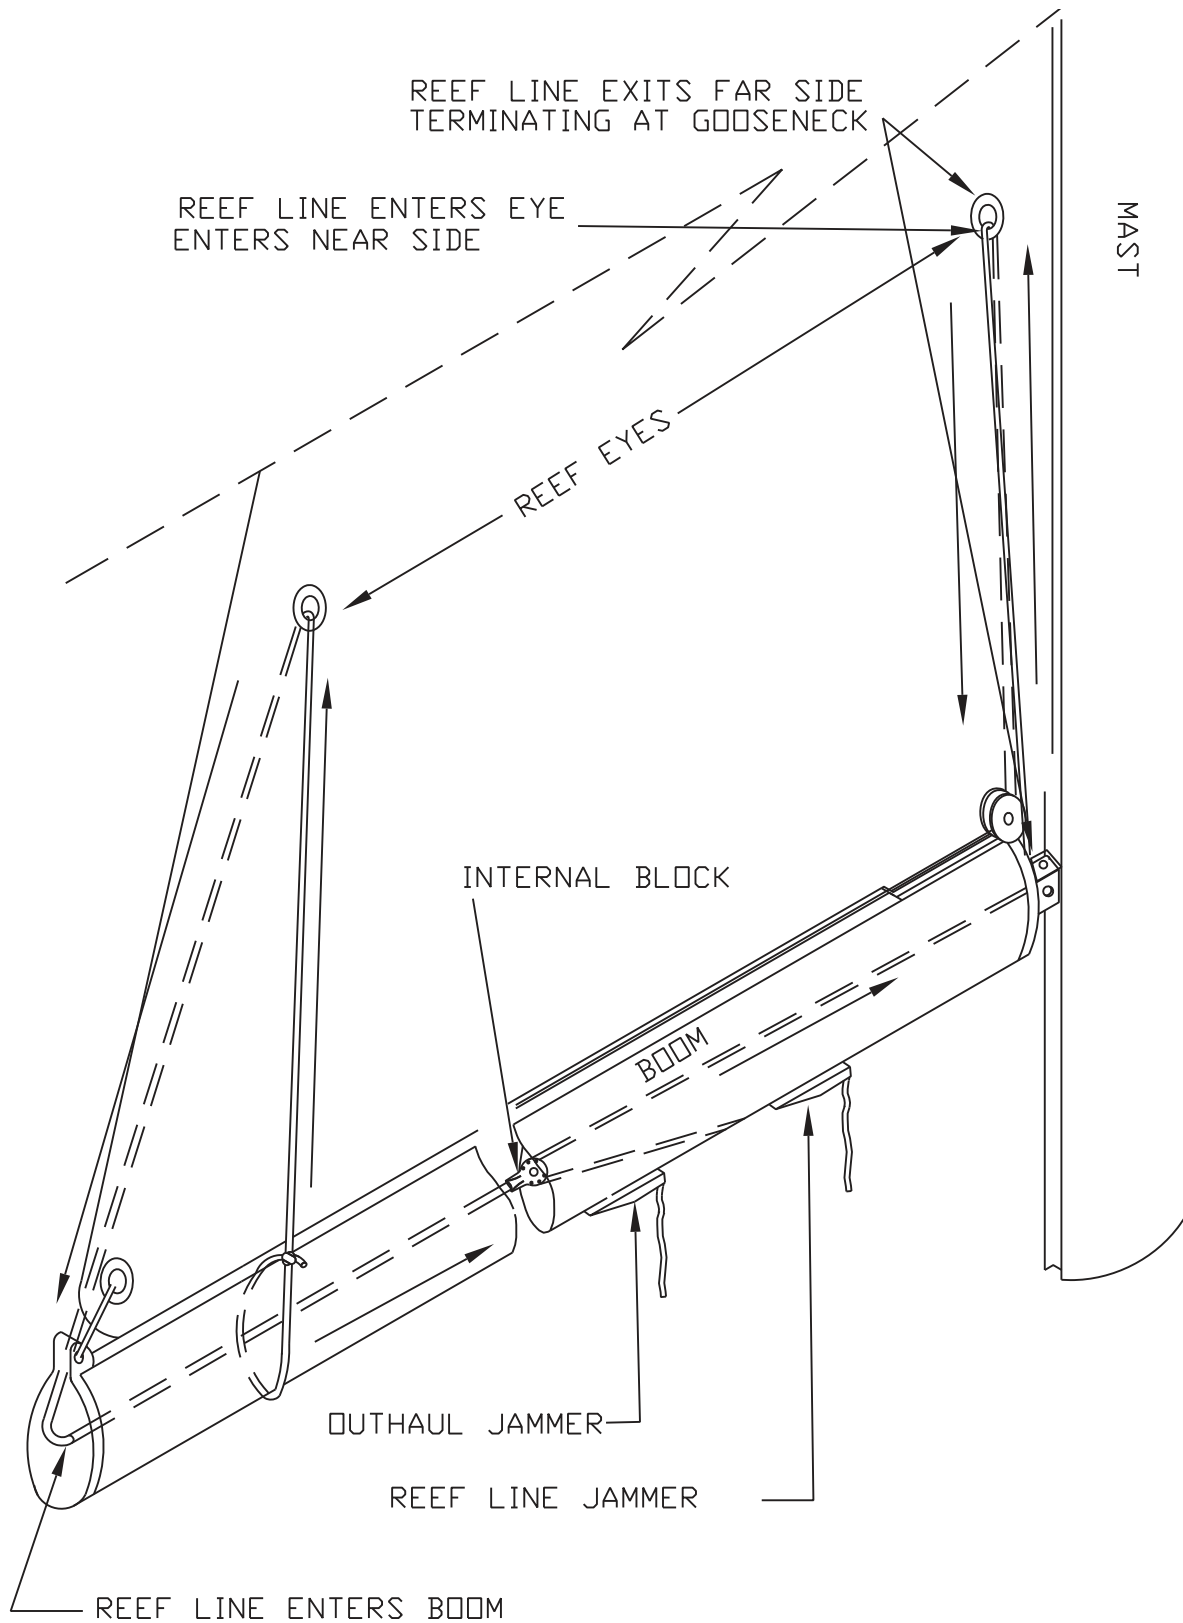 REEF LINE EXITS FAR SIDE
TERMINATING AT GOOSENECK
REEF LINE ENTERS EYE
ENTERS NEAR SIDE
MAST
REEF EYES
INTERNAL BLOCK
BOOM
OUTHAUL JAMMER
REEF LINE JAMMER
REEF LINE ENTERS BOOM